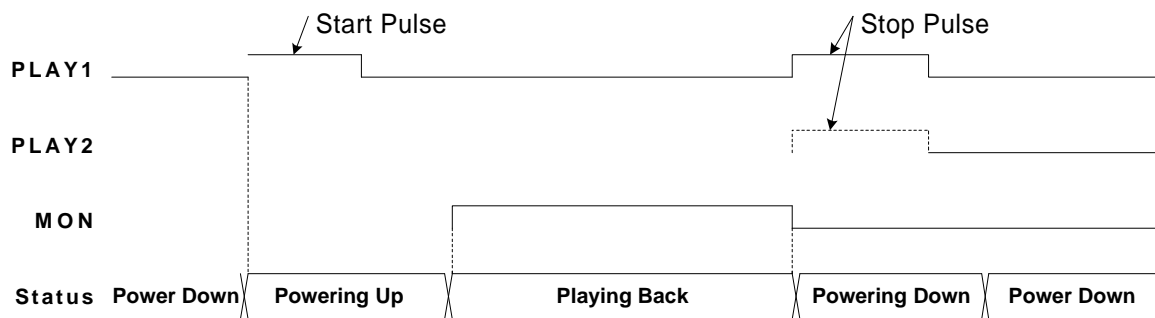 Start Pulse
Stop Pulse
PLAY1
PLAY2
MON
Status Power Down Powering Up Playing Back Powering Down Power Down